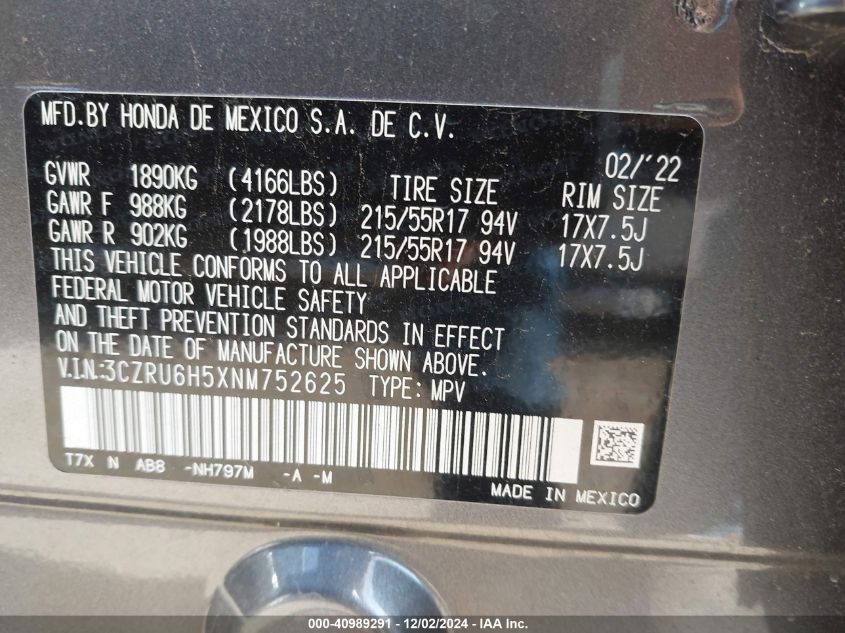 MFD.BY HONDA DE MEXICO S.A. DE C.V.
02/'22
GVWR 1890KG (4166LBS) TIRE SIZE RIM SIZE
GAWR F 988KG (2178LBS) 215/55R17 94V 17X7.5J
GAWR R 902KG (1988LBS) 215/55R17 94V 17X7.5J
THIS VEHICLE CONFORMS TO ALL APPLICABLE
FEDERAL MOTOR VEHICLE SAFETY
AND THEFT PREVENTION STANDARDS IN EFFECT
ON THE DATE OF MANUFACTURE SHOWN ABOVE.
V.I.N.:3CZRU6H5XNM752625 TYPE: MPV
T7X N AB8 -NH797M -A -M
MADE IN MEXICO
000-40989291 - 12/02/2024 - IAA Inc.